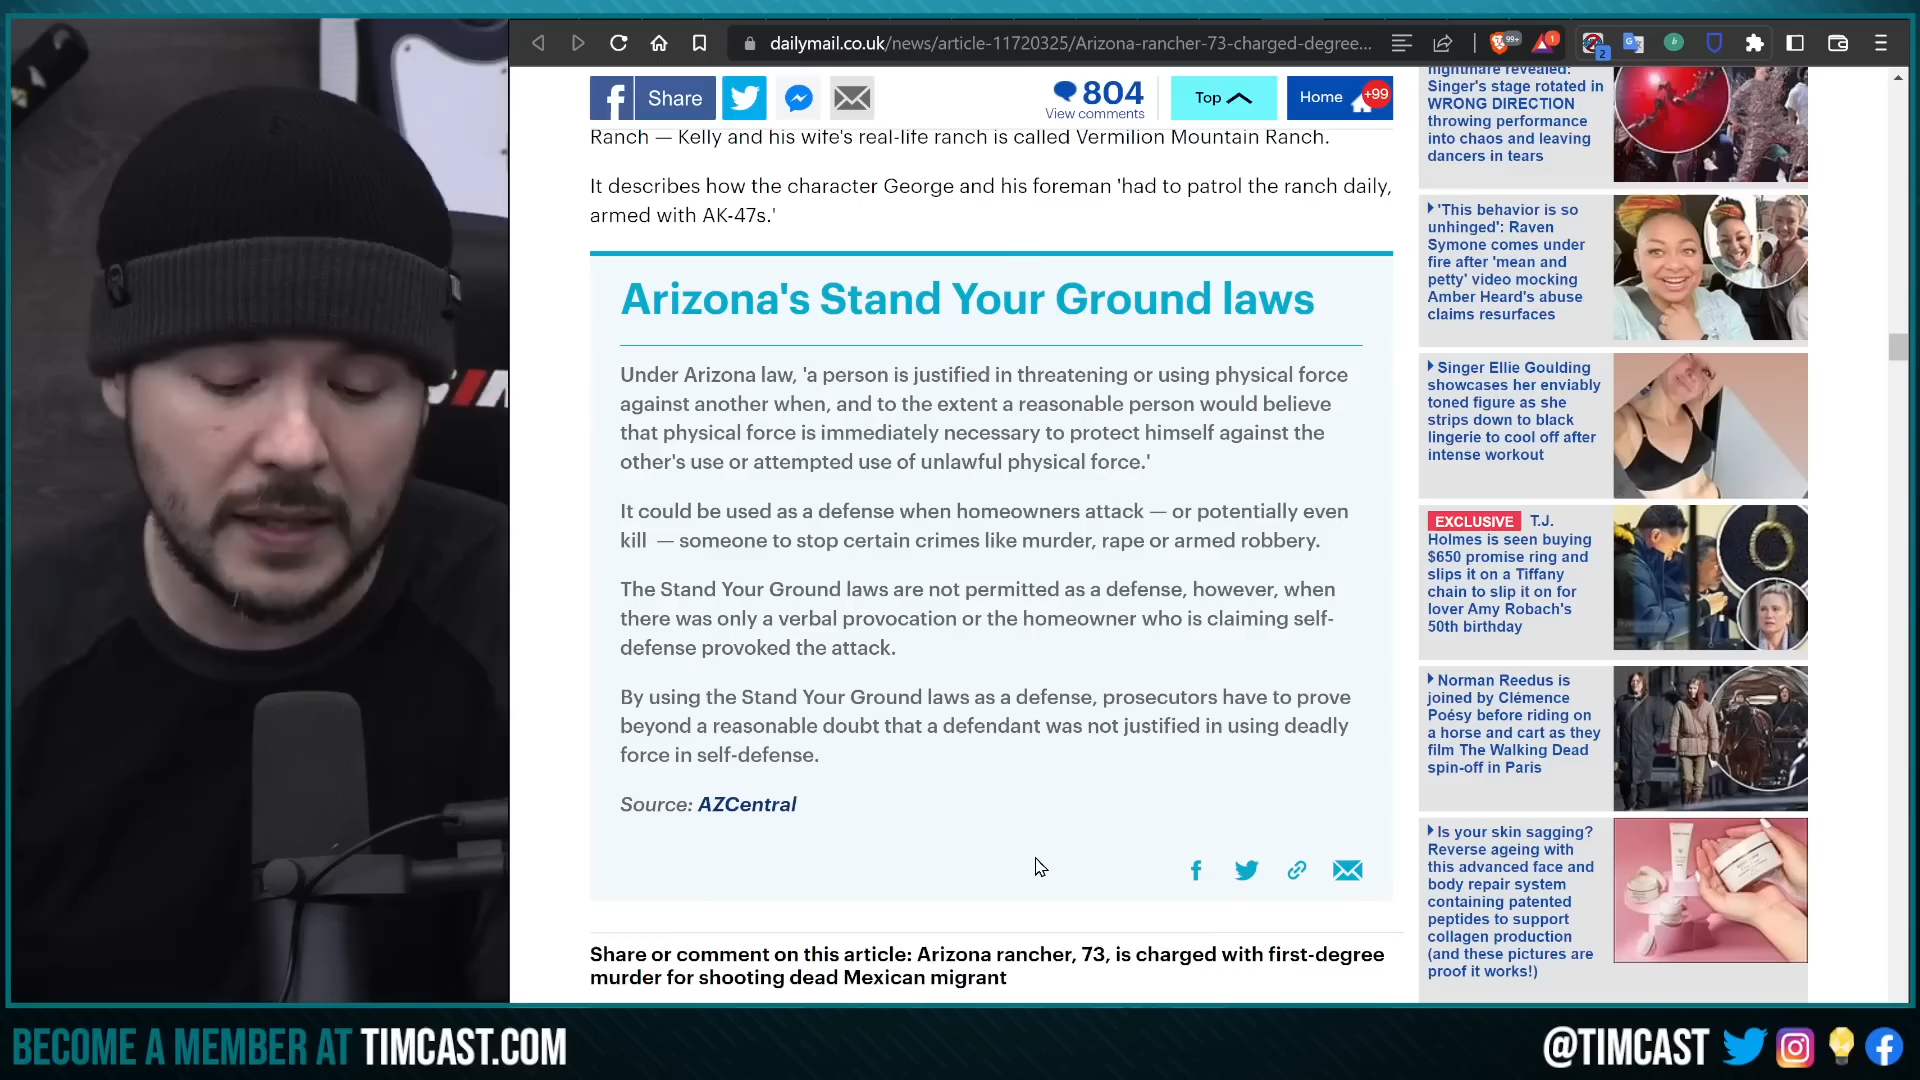 dailymail.co.uk/news/article-11720325/Arizona-rancher-73-charged-degree...
99+
1
2
Share
804
View comments
Top
Home
+99
Ranch — Kelly and his wife's real-life ranch is called Vermilion Mountain Ranch.
It describes how the character George and his foreman 'had to patrol the ranch daily,
armed with AK-47s.'
Arizona's Stand Your Ground laws
Under Arizona law, 'a person is justified in threatening or using physical force
against another when, and to the extent a reasonable person would believe
that physical force is immediately necessary to protect himself against the
other's use or attempted use of unlawful physical force.'
It could be used as a defense when homeowners attack — or potentially even
kill — someone to stop certain crimes like murder, rape or armed robbery.
The Stand Your Ground laws are not permitted as a defense, however, when
there was only a verbal provocation or the homeowner who is claiming self-
defense provoked the attack.
By using the Stand Your Ground laws as a defense, prosecutors have to prove
beyond a reasonable doubt that a defendant was not justified in using deadly
force in self-defense.
Source: AZCentral
Share or comment on this article: Arizona rancher, 73, is charged with first-degree
murder for shooting dead Mexican migrant
nightmare revealed:
Singer's stage rotated in
WRONG DIRECTION
throwing performance
into chaos and leaving
dancers in tears
'This behavior is so
unhinged': Raven
Symone comes under
fire after 'mean and
petty' video mocking
Amber Heard's abuse
claims resurfaces
Singer Ellie Goulding
showcases her enviably
toned figure as she
strips down to black
lingerie to cool off after
intense workout
EXCLUSIVE T.J.
Holmes is seen buying
$650 promise ring and
slips it on a Tiffany
chain to slip it on for
lover Amy Robach's
50th birthday
Norman Reedus is
joined by Clémence
Poésy before riding on
a horse and cart as they
film The Walking Dead
spin-off in Paris
Is your skin sagging?
Reverse ageing with
this advanced face and
body repair system
containing patented
peptides to support
collagen production
(and these pictures are
proof it works!)
BECOME A MEMBER AT TIMCAST.COM
@TIMCAST